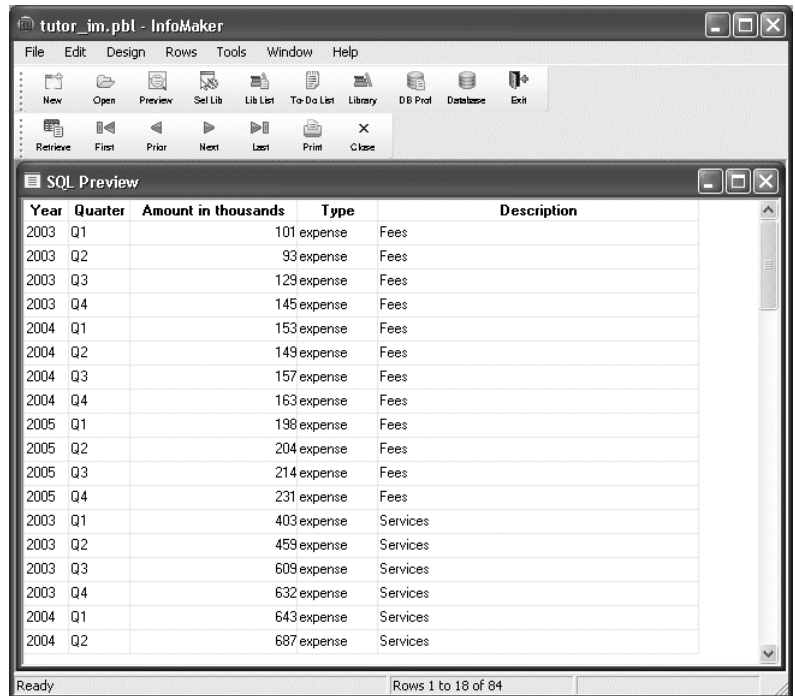 tutor_im.pbl - InfoMaker
File Edit Design Rows Tools Window Help
New Open Preview Sel Lib Lib List To-Do List Library DB Prof Database Exit
Retrieve First Prior Next Last Print Close
SQL Preview
Year Quarter Amount in thousands Type Description
2003 Q1 101 expense Fees
2003 Q2 93 expense Fees
2003 Q3 129 expense Fees
2003 Q4 145 expense Fees
2004 Q1 153 expense Fees
2004 Q2 149 expense Fees
2004 Q3 157 expense Fees
2004 Q4 163 expense Fees
2005 Q1 198 expense Fees
2005 Q2 204 expense Fees
2005 Q3 214 expense Fees
2005 Q4 231 expense Fees
2003 Q1 403 expense Services
2003 Q2 459 expense Services
2003 Q3 609 expense Services
2003 Q4 632 expense Services
2004 Q1 643 expense Services
2004 Q2 687 expense Services
Ready Rows 1 to 18 of 84